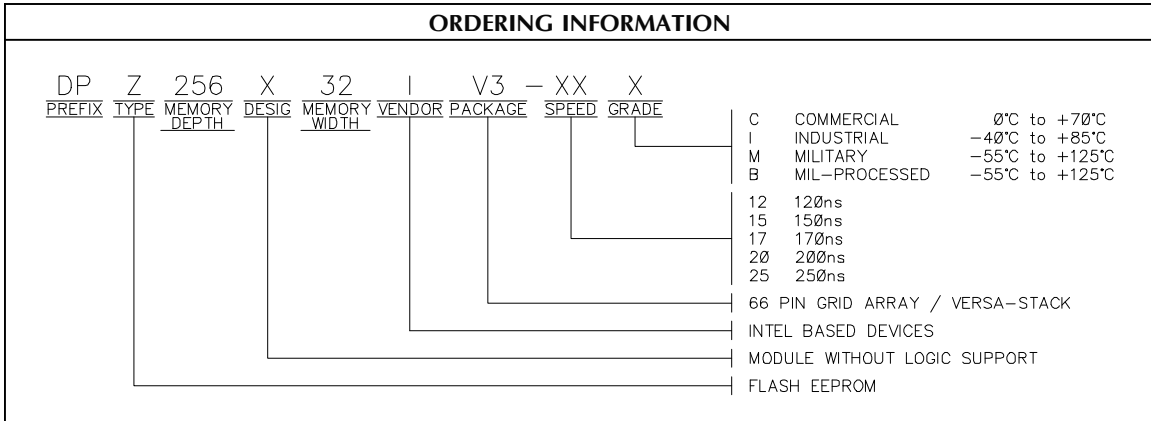 ORDERING INFORMATION
DP Z 256 X 32 I V3 - XX X
PREFIX TYPE MEMORY DEPTH DESIG MEMORY WIDTH VENDOR PACKAGE SPEED GRADE
C COMMERCIAL 0°C to +70°C
I INDUSTRIAL -40°C to +85°C
M MILITARY -55°C to +125°C
B MIL-PROCESSED -55°C to +125°C
12 120ns
15 150ns
17 170ns
20 200ns
25 250ns
66 PIN GRID ARRAY / VERSA-STACK
INTEL BASED DEVICES
MODULE WITHOUT LOGIC SUPPORT
FLASH EEPROM